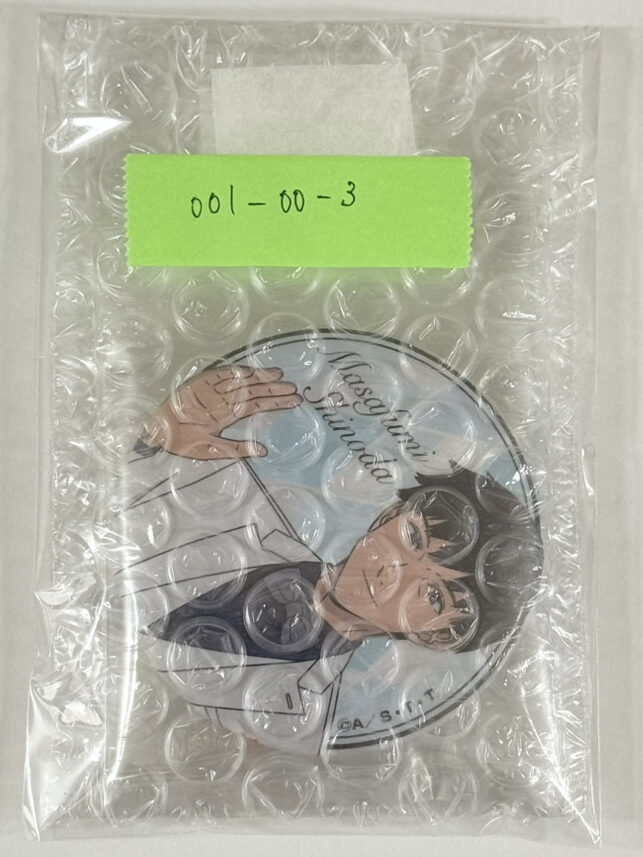 001-00-3
Masafumi
Shinoda
©A/S・T・T